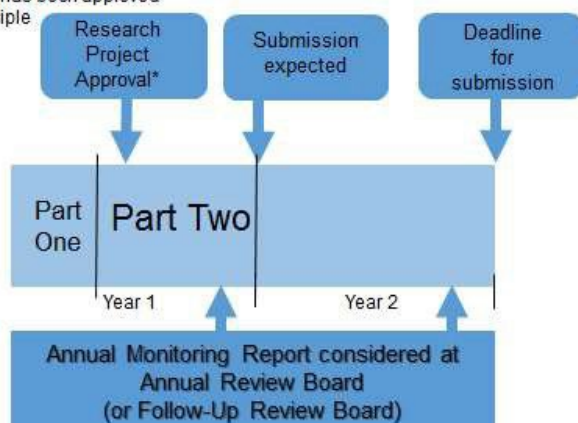 has been approved
iple
Research
Project
Approval*
Submission
expected
Deadline
for
submission
Part
One
Part Two
Year 1
Year 2
Annual Monitoring Report considered at
Annual Review Board
(or Follow-Up Review Board)